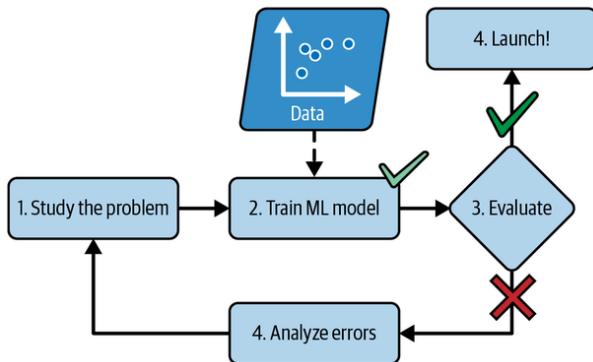 4. Launch!
Data
1. Study the problem
2. Train ML model
3. Evaluate
4. Analyze errors